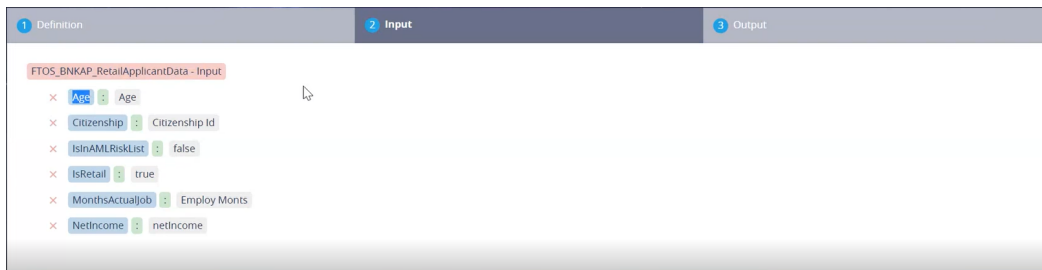 1 Definition 2 Input 3 Output
FTOS_BNKAP_RetailApplicantData - Input
× Age : Age
× Citizenship : Citizenship Id
× IsInAMLRiskList : false
× IsRetail : true
× MonthsActualJob : Employ Monts
× NetIncome : netIncome